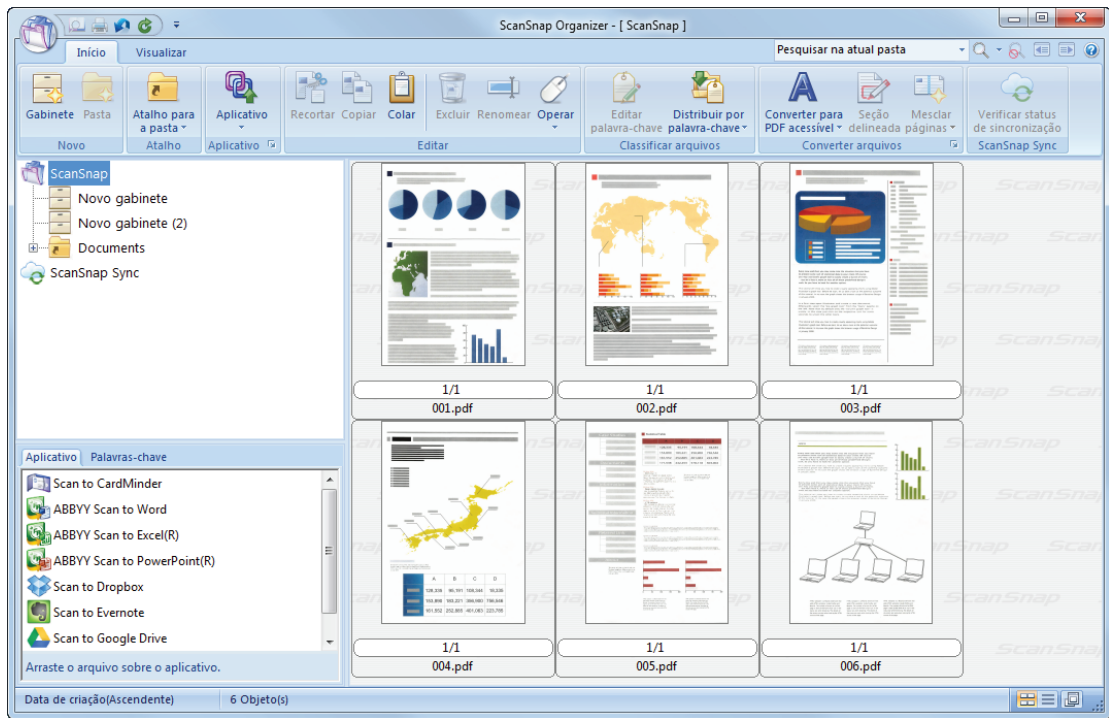 ScanSnap Organizer - [ ScanSnap ]
Início Visualizar
Pesquisar na atual pasta
Gabinete Pasta
Novo
Atalho para
a pasta
Atalho
Aplicativo
Aplicativo
Recortar Copiar Colar Excluir Renomear Operar
Editar
Editar
palavra-chave
Distribuir por
palavra-chave
Classificar arquivos
Converter para
PDF acessível
Seção
delineada
Mesclar
páginas
Converter arquivos
Verificar status
de sincronização
ScanSnap Sync
ScanSnap
Novo gabinete
Novo gabinete (2)
Documents
ScanSnap Sync
Aplicativo Palavras-chave
Scan to CardMinder
ABBYY Scan to Word
ABBYY Scan to Excel(R)
ABBYY Scan to PowerPoint(R)
Scan to Dropbox
Scan to Evernote
Scan to Google Drive
Arraste o arquivo sobre o aplicativo.
1/1 1/1 1/1
001.pdf 002.pdf 003.pdf
A B C D
1/1 1/1 1/1
004.pdf 005.pdf 006.pdf
Data de criação(Ascendente) 6 Objeto(s)